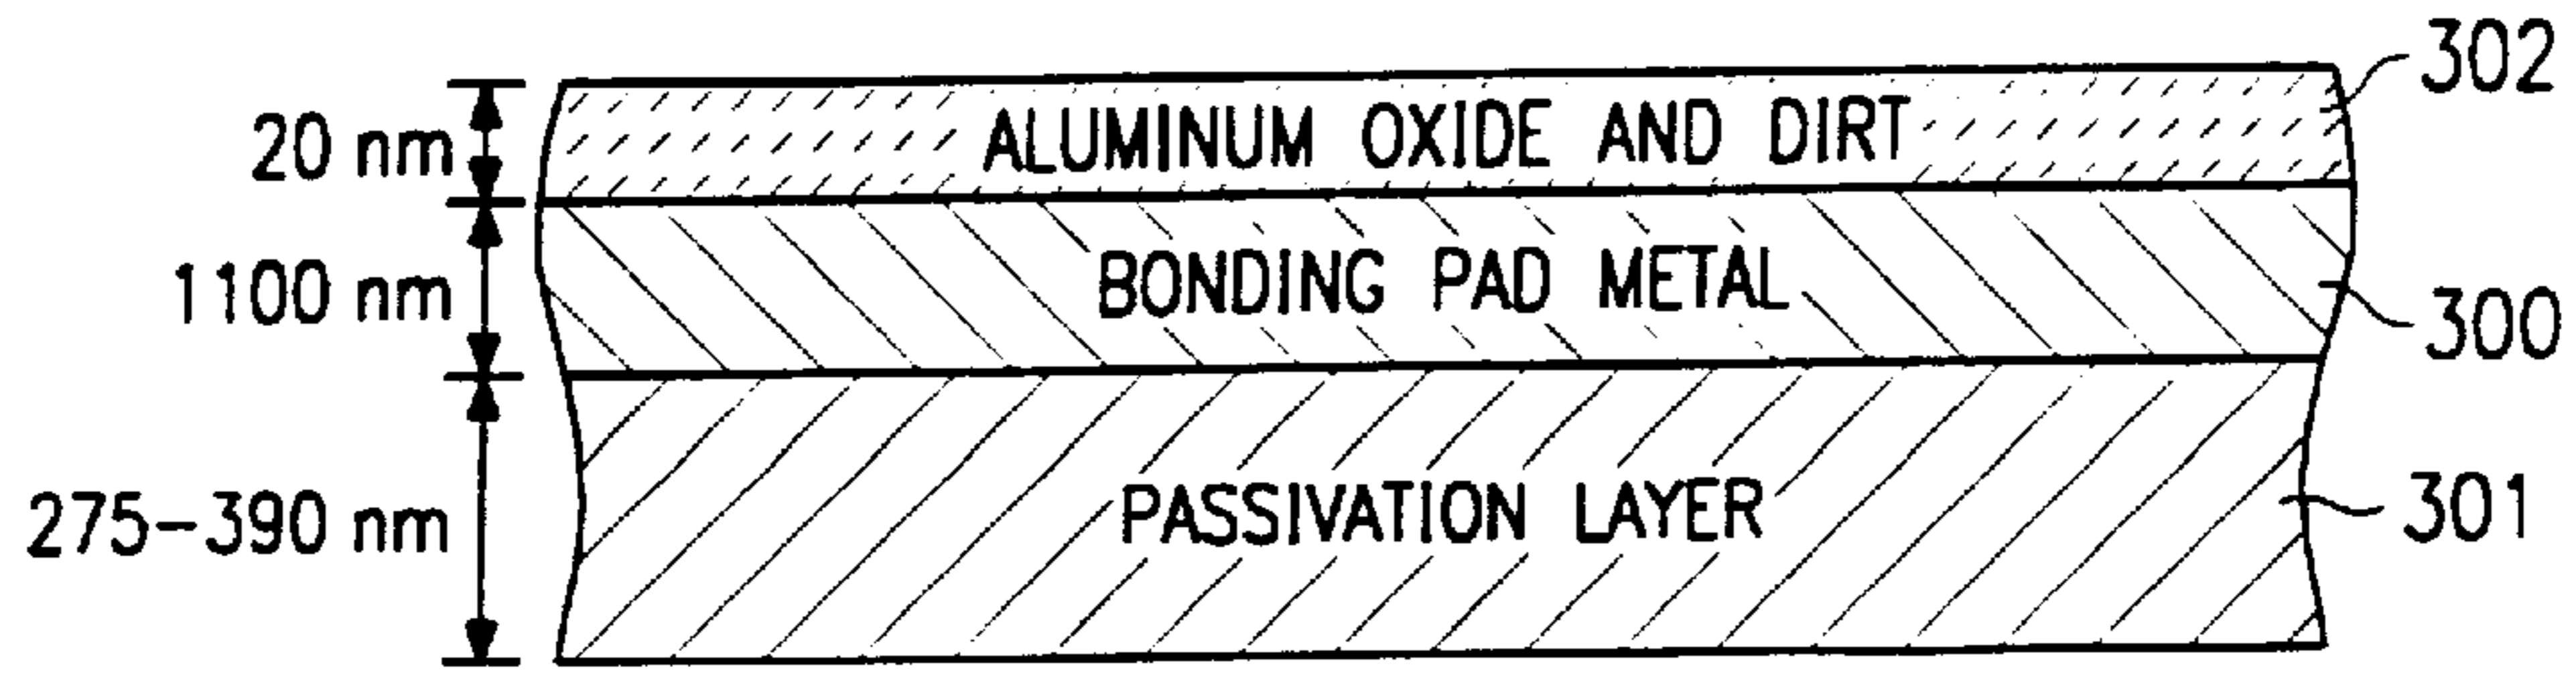 302
20 nm
ALUMINUM OXIDE AND DIRT
1100 nm
BONDING PAD METAL
300
275-390 nm
PASSIVATION LAYER
301